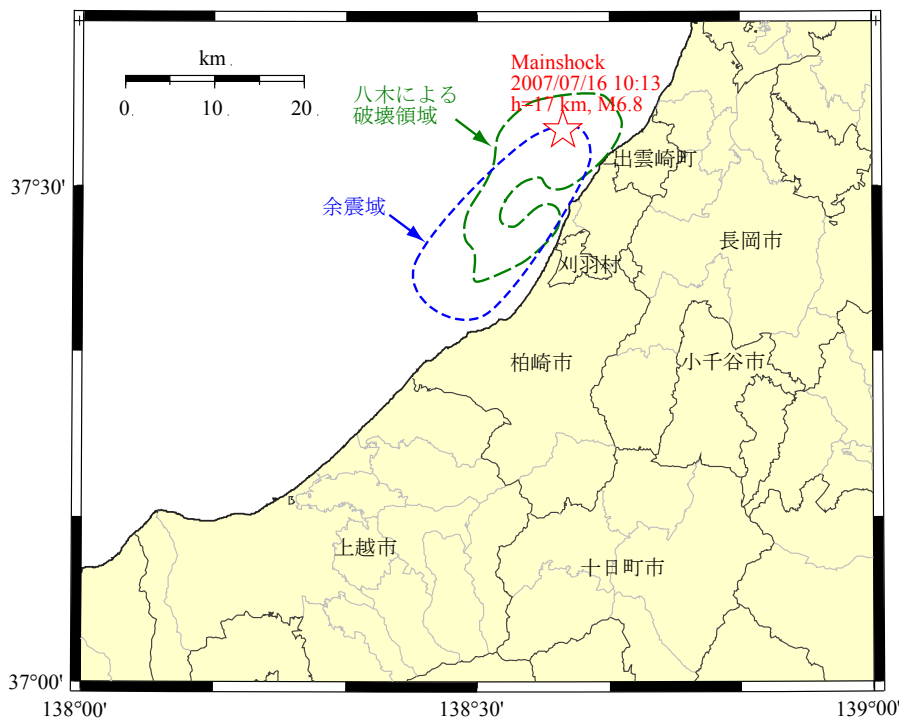 km
0 10 20
Mainshock
2007/07/16 10:13
h=17 km, M6.8
八木による
破壊領域
出雲崎町
37°30'
余震域
長岡市
刈羽村
柏崎市
小千谷市
上越市
十日町市
37°00'
138°00' 138°30' 139°00'